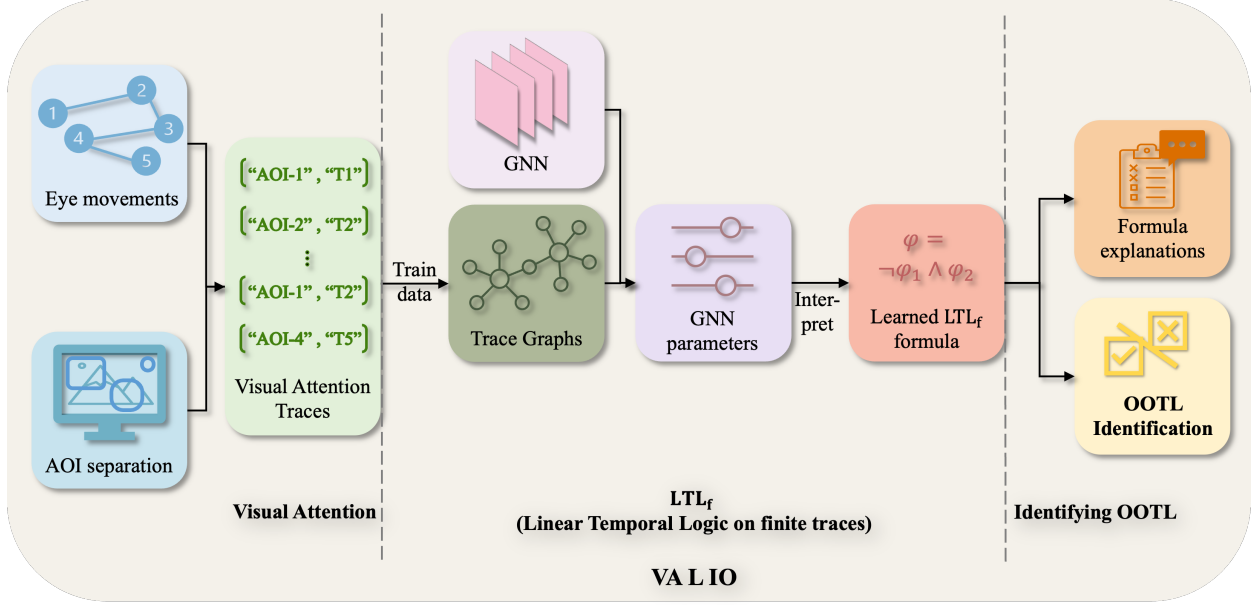 1
2
3
4
5
Eye movements
AOI separation
("AOI-1" , "T1")
("AOI-2" , "T2")
⋮
("AOI-1" , "T2")
("AOI-4" , "T5")
Visual Attention
Traces
Visual Attention
Train
data
GNN
Trace Graphs
GNN
parameters
Inter-
pret
φ =
¬φ₁ ∧ φ₂
Learned LTL_f
formula
LTL_f
(Linear Temporal Logic on finite traces)
Formula
explanations
OOTL
Identification
Identifying OOTL
VA L IO